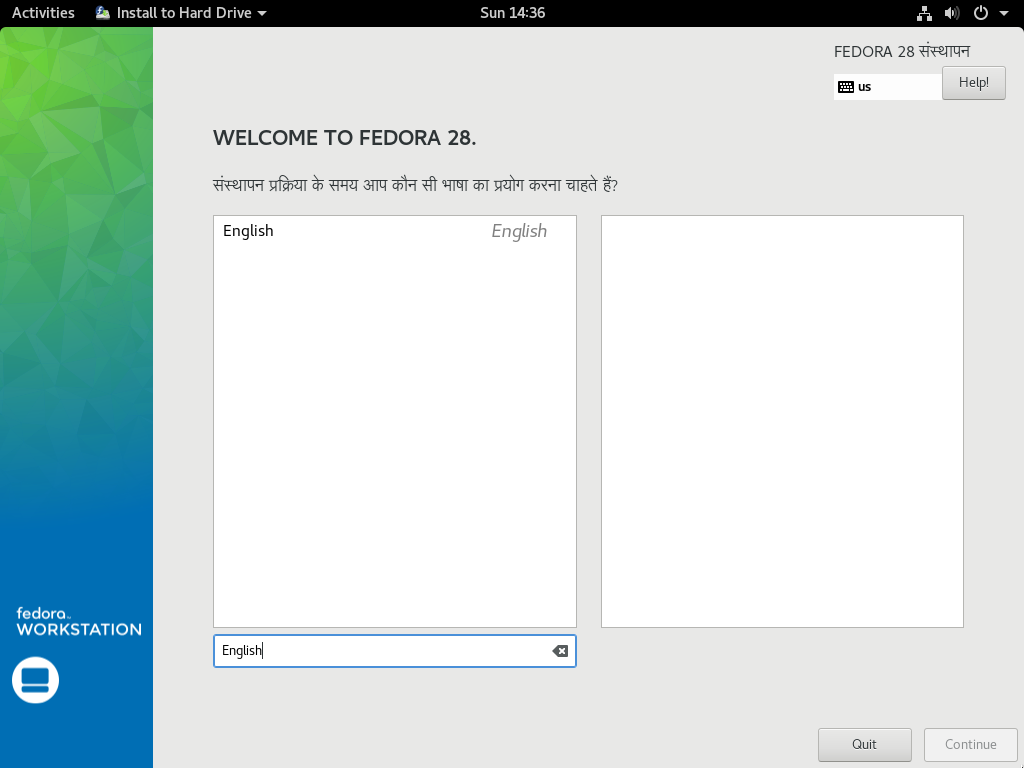 Activities Install to Hard Drive Sun 14:36
FEDORA 28 संस्थापन
us Help!
WELCOME TO FEDORA 28.
संस्थापन प्रक्रिया के समय आप कौन सी भाषा का प्रयोग करना चाहते हैं?
English English
fedora
WORKSTATION
English
Quit Continue